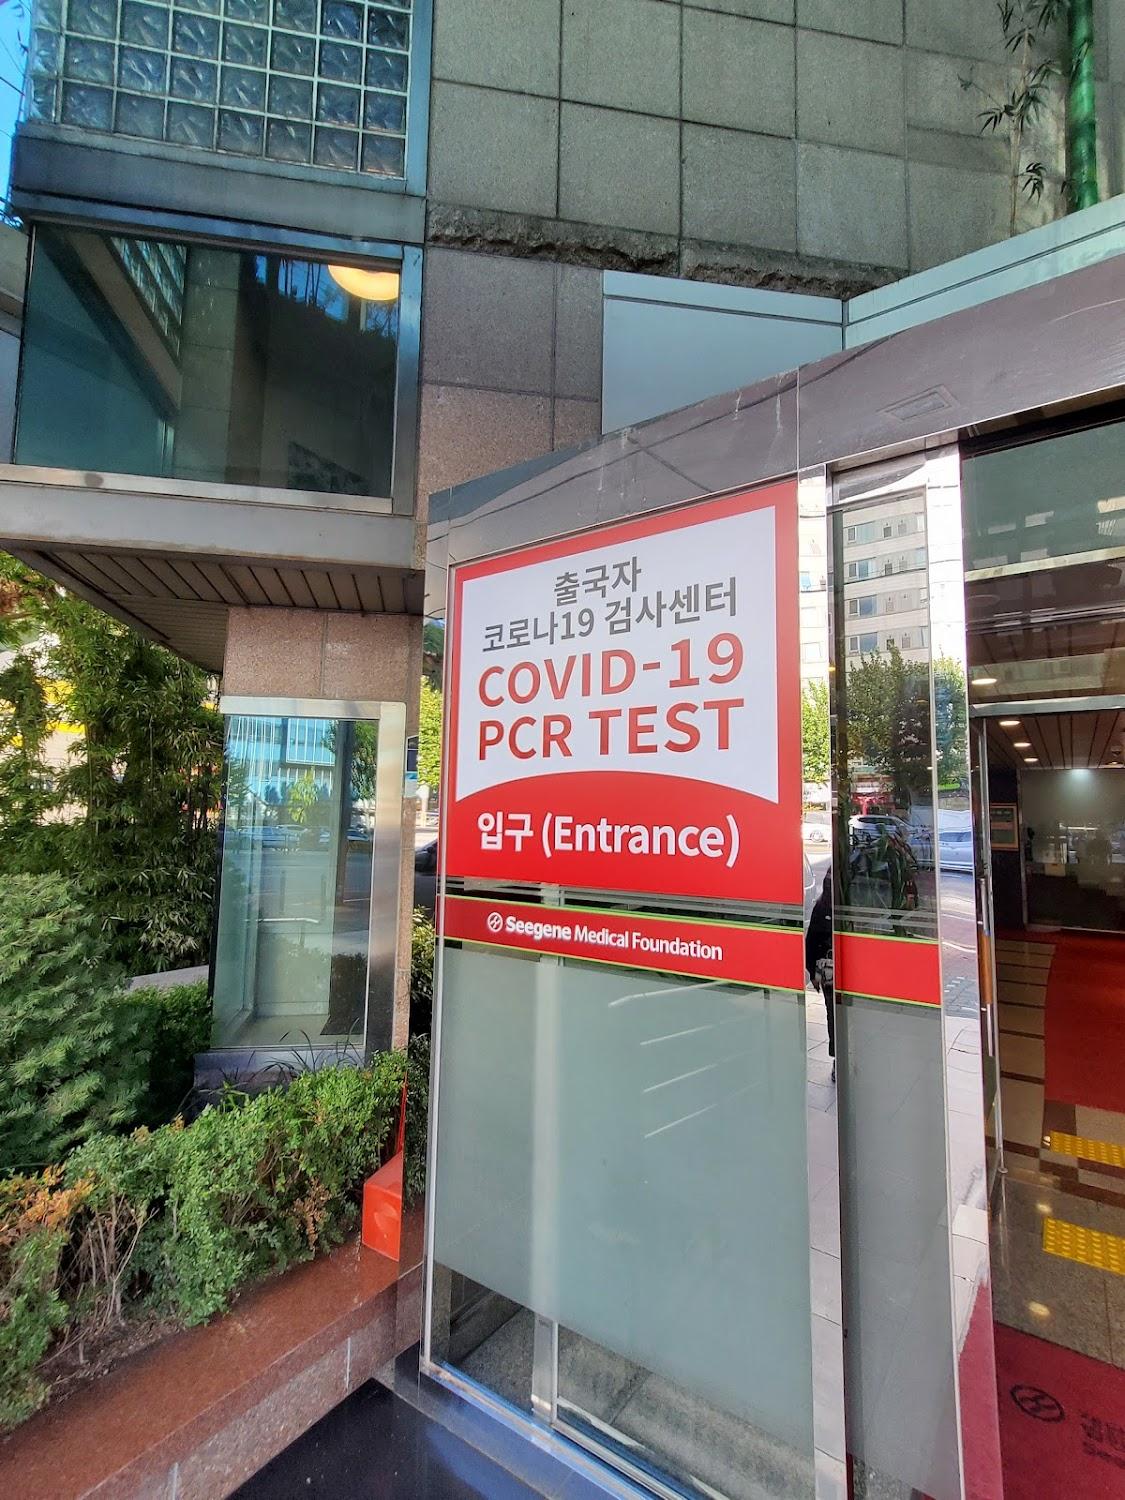 출국자
코로나19 검사센터
COVID-19
PCR TEST
입구 (Entrance)
Seegene Medical Foundation